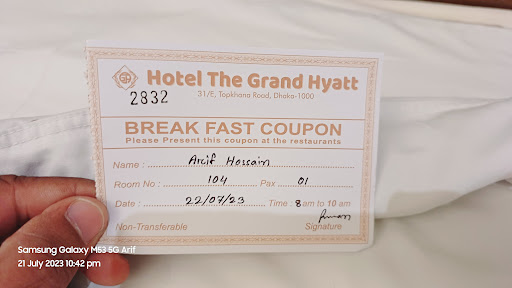 Hotel The Grand Hyatt
2832
31/E, Topkhana Road, Dhaka-1000
BREAK FAST COUPON
Please Present this coupon at the restaurants
Name : Arif Hossain
Room No : 104 Pax 01
Date : 22/07/23 Time : 8 am to 10 am
Non-Transferable Signature
Samsung Galaxy M53 5G Arif
21 July 2023 10:42 pm